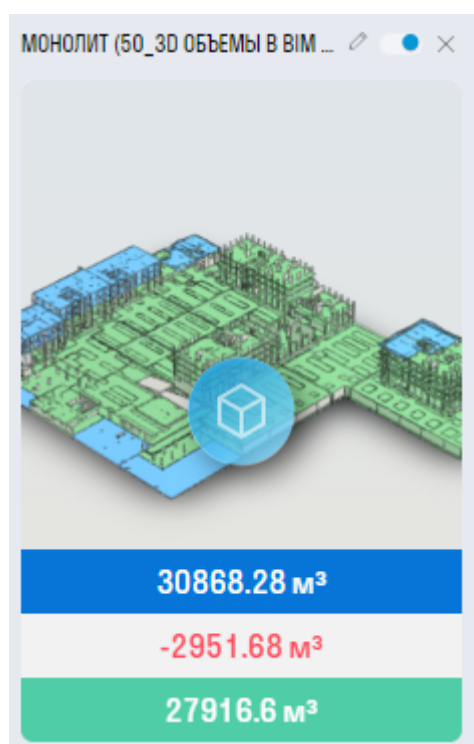 МОНОЛИТ (50_3D ОБЪЕМЫ В BIM ...
30868.28 м³
-2951.68 м³
27916.6 м³